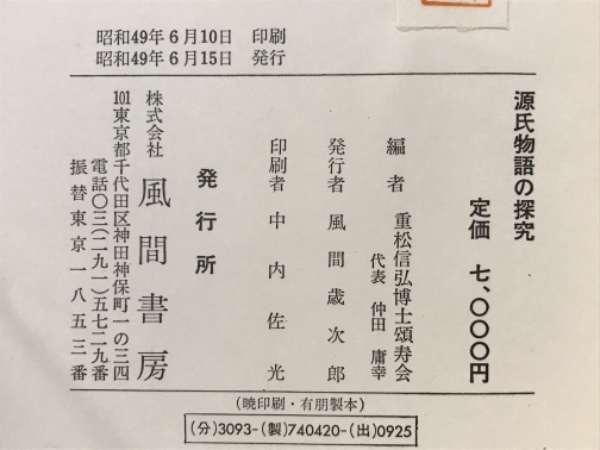 昭和49年6月10日 印刷
昭和49年6月15日 発行
源氏物語の探究
定価 七、〇〇〇円
編者 重松信弘博士頌寿会
代表 仲田庸幸
発行者 風間歳次郎
印刷者 中内佐光
発行所
株式会社 風間書房
101東京都千代田区神田神保町一の三四
電話〇三(二九一)五七二九番
振替東京一八五三番
(暁印刷・有朋製本)
(分)3093-(製)740420-(出)0925